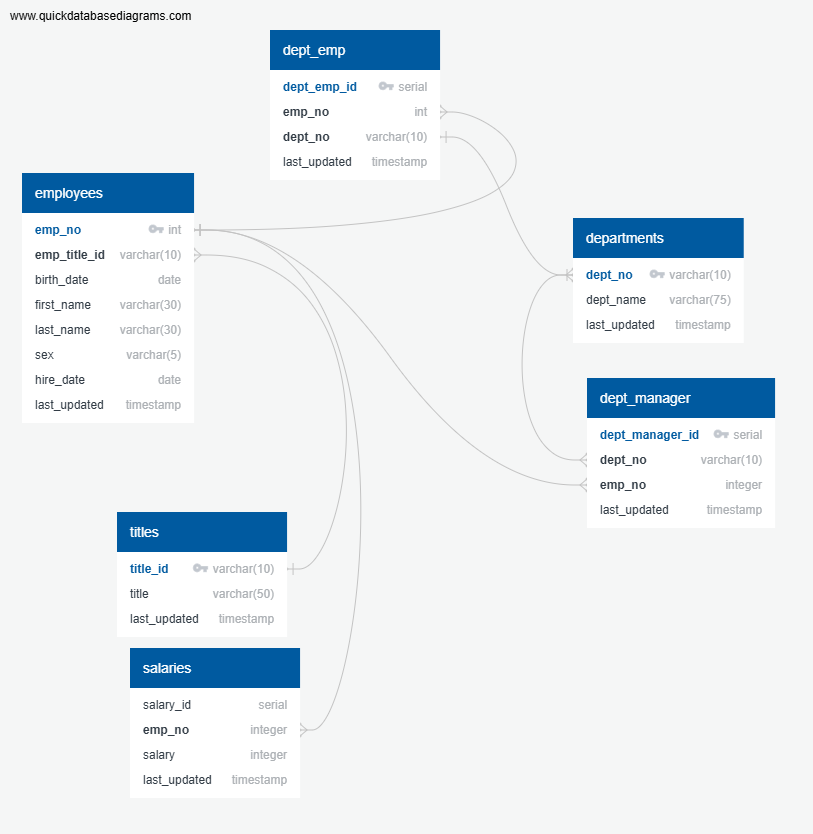 www.quickdatabasediagrams.com
dept_emp
dept_emp_id serial
emp_no int
dept_no varchar(10)
last_updated timestamp
employees
emp_no int
emp_title_id varchar(10)
birth_date date
first_name varchar(30)
last_name varchar(30)
sex varchar(5)
hire_date date
last_updated timestamp
departments
dept_no varchar(10)
dept_name varchar(75)
last_updated timestamp
dept_manager
dept_manager_id serial
dept_no varchar(10)
emp_no integer
last_updated timestamp
titles
title_id varchar(10)
title varchar(50)
last_updated timestamp
salaries
salary_id serial
emp_no integer
salary integer
last_updated timestamp